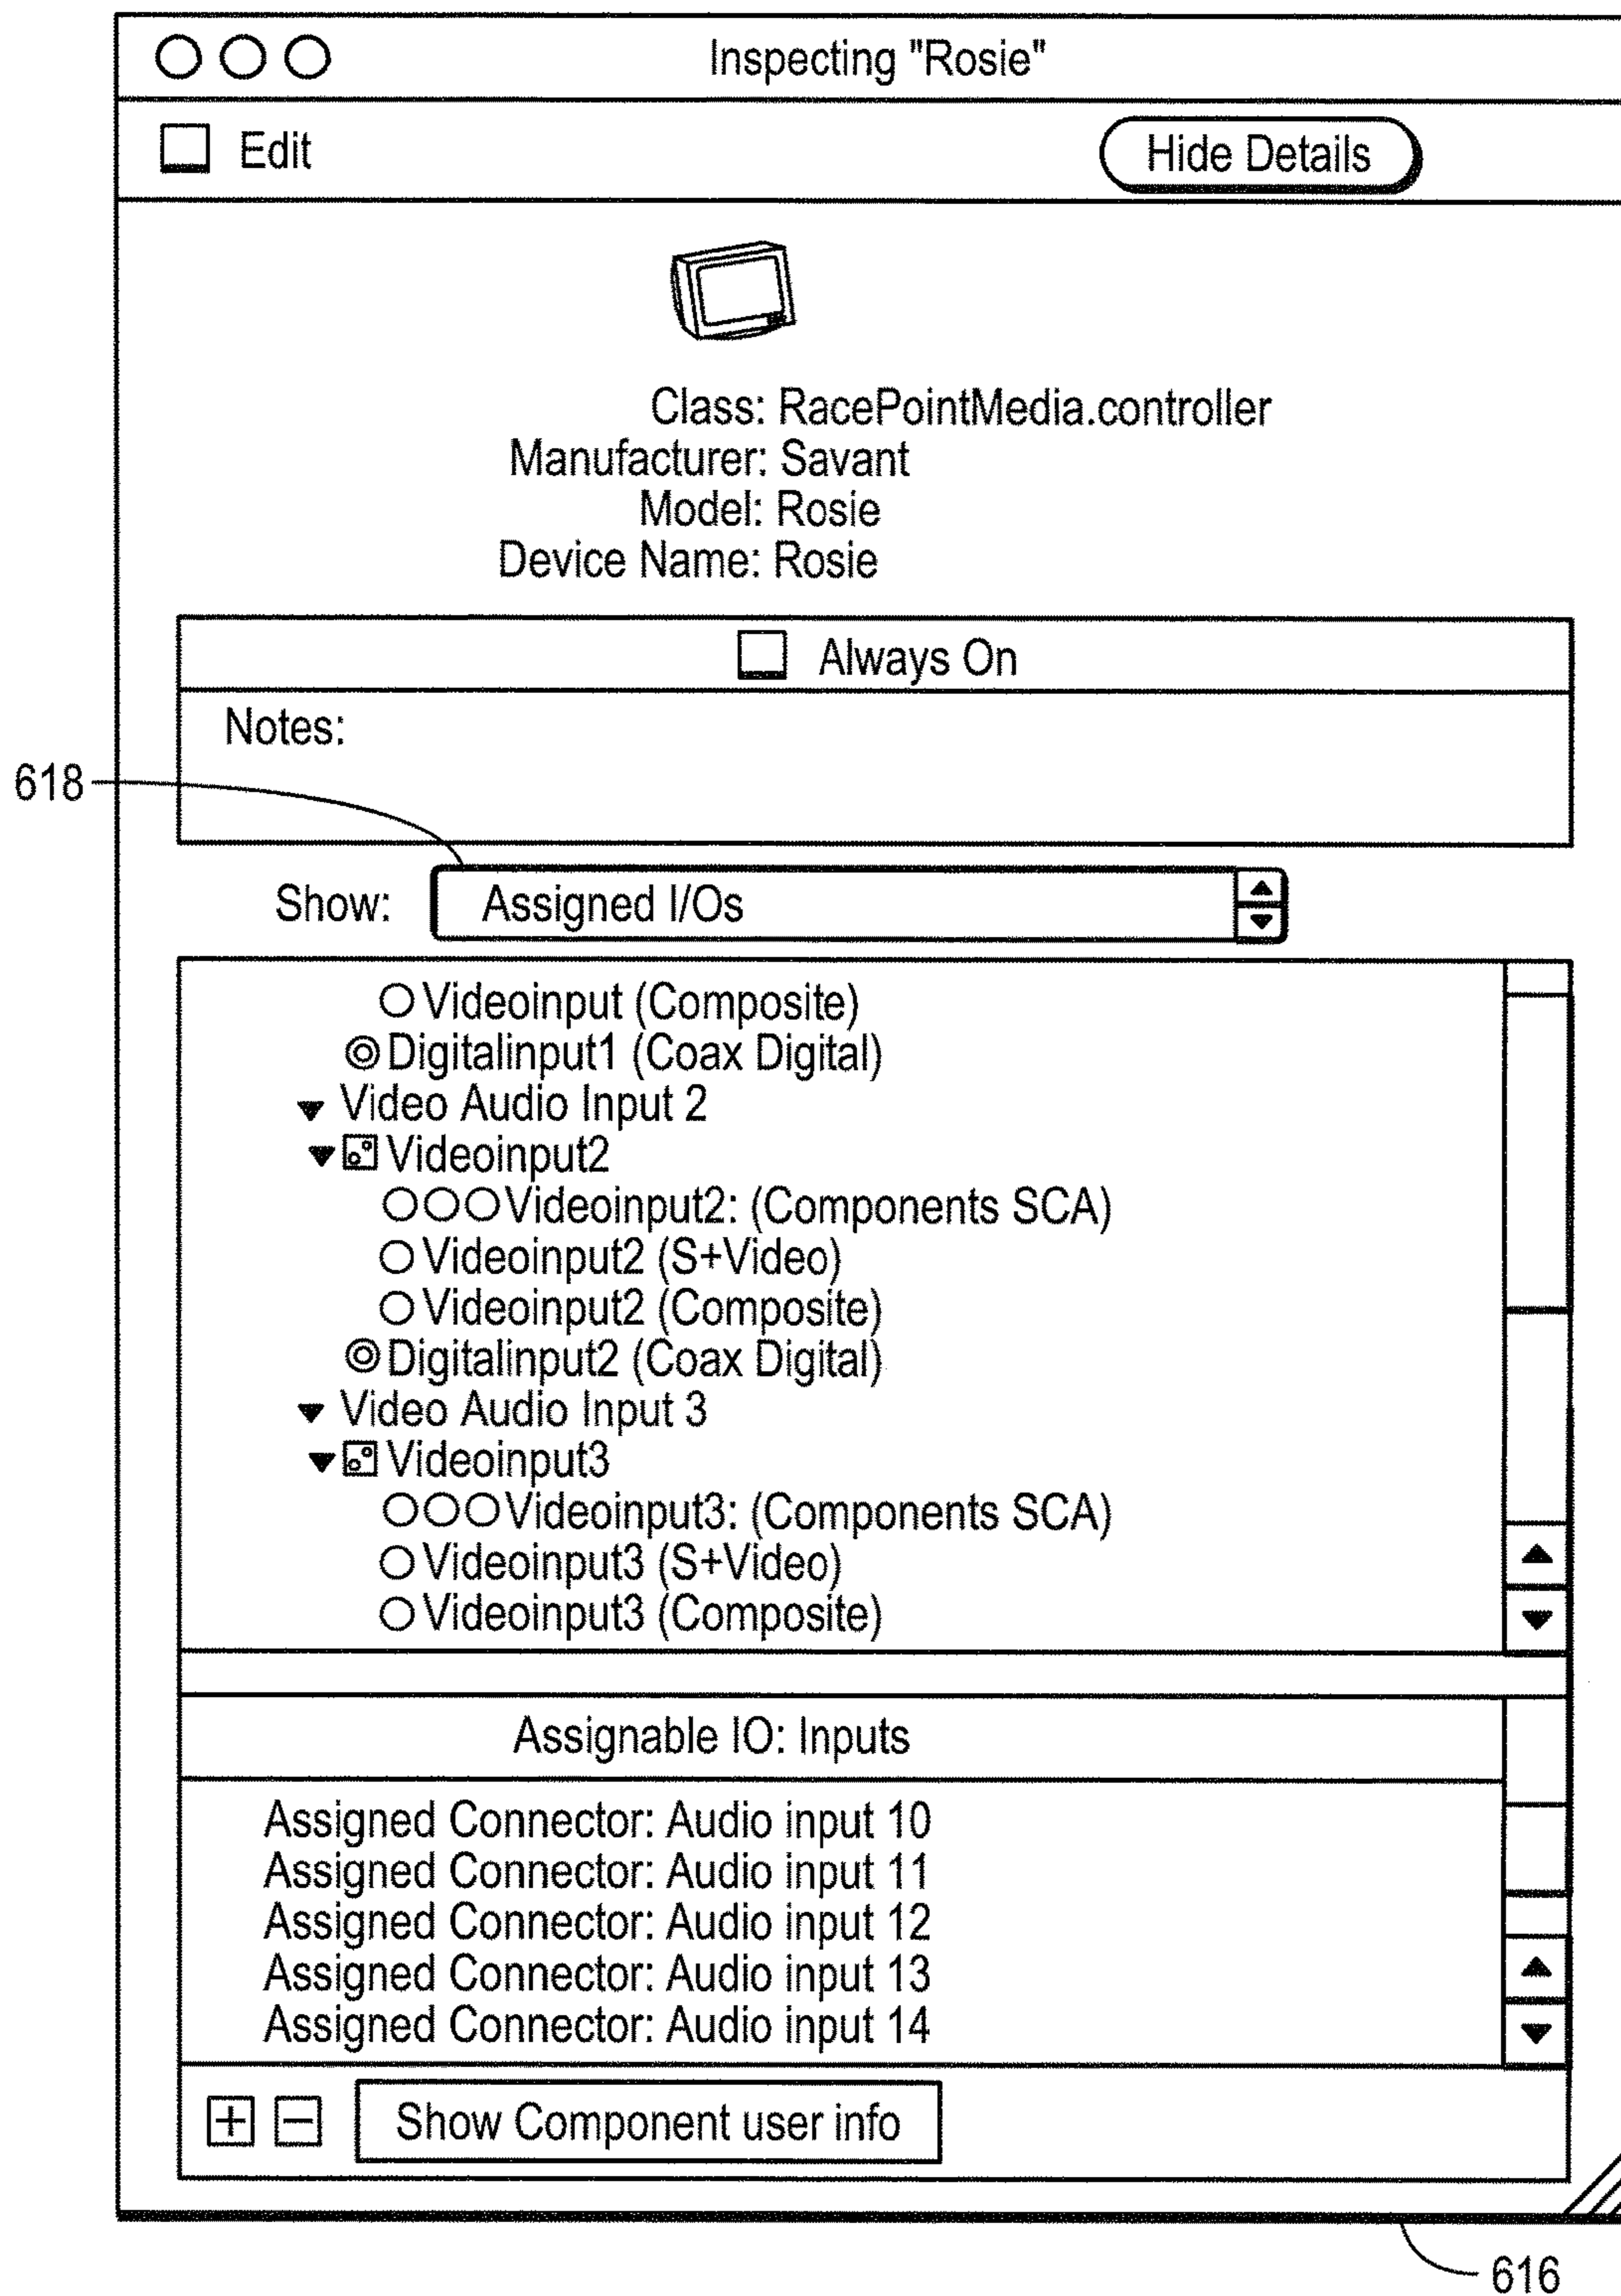 Inspecting "Rosie"
Edit
Hide Details
Class: RacePointMedia.controller
Manufacturer: Savant
Model: Rosie
Device Name: Rosie
Always On
Notes:
618
Show:
Assigned I/Os
Videoinput (Composite)
Digitalinput1 (Coax Digital)
Video Audio Input 2
Videoinput2
Videoinput2: (Components SCA)
Videoinput2 (S+Video)
Videoinput2 (Composite)
Digitalinput2 (Coax Digital)
Video Audio Input 3
Videoinput3
Videoinput3: (Components SCA)
Videoinput3 (S+Video)
Videoinput3 (Composite)
Assignable IO: Inputs
Assigned Connector: Audio input 10
Assigned Connector: Audio input 11
Assigned Connector: Audio input 12
Assigned Connector: Audio input 13
Assigned Connector: Audio input 14
Show Component user info
616